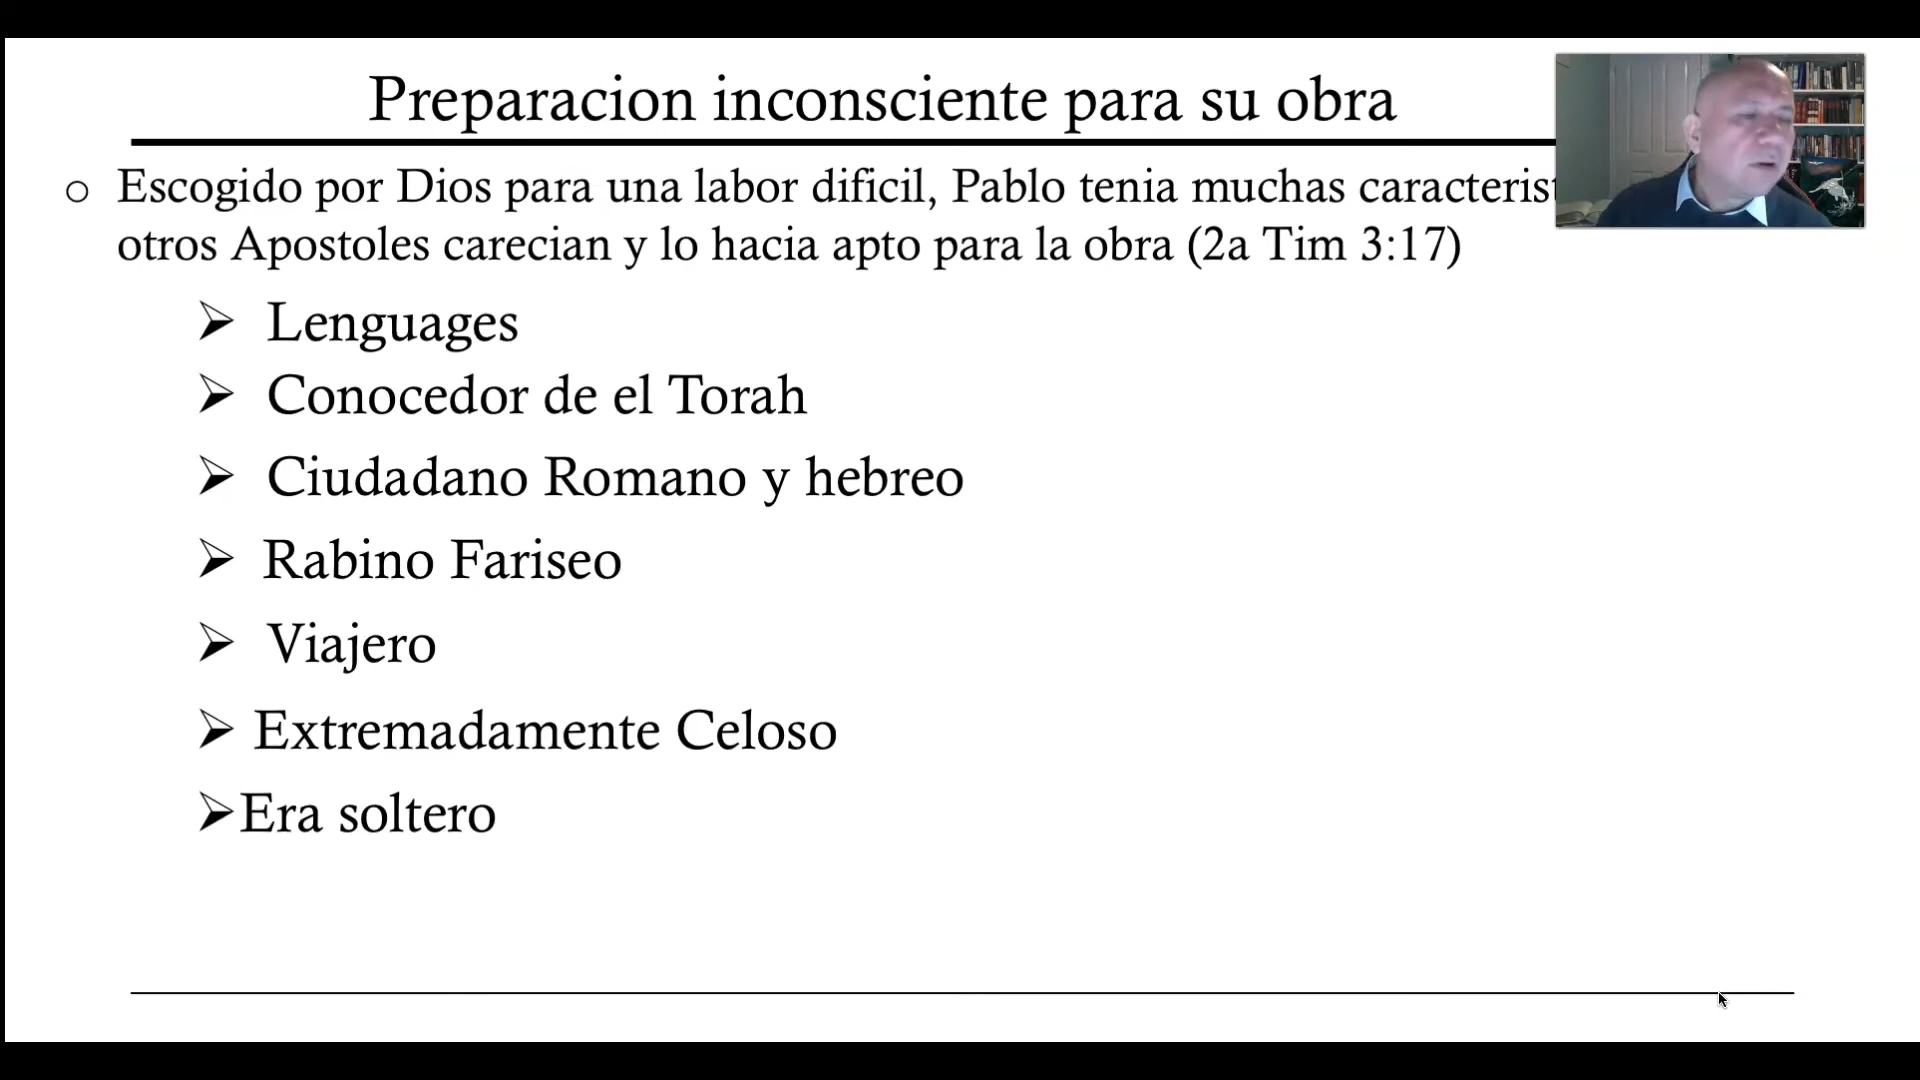 Preparacion inconsciente para su obra
Escogido por Dios para una labor dificil, Pablo tenia muchas
otros Apostoles carecian y lo hacia apto para la obra (2a Tim 3:17)
Lenguages
Conocedor de el Torah
Ciudadano Romano y hebreo
Rabino Fariseo
Viajero
Extremadamente Celoso
Era soltero